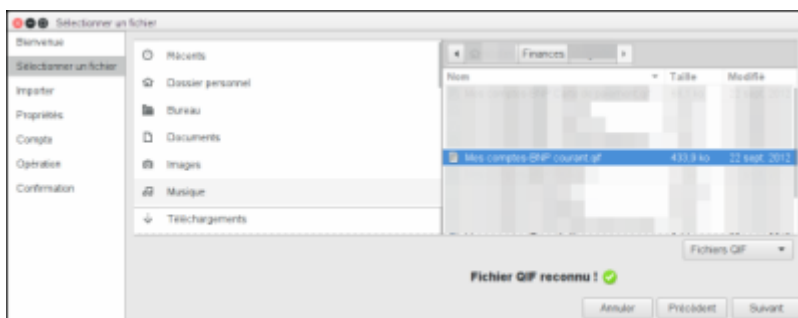 Sélectionner un fichier
Bienvenue
Sélectionner un fichier
Importer
Propriétés
Compte
Opération
Confirmation
Récents
Dossier personnel
Bureau
Documents
Images
Musique
Téléchargements
Finances
Nom Taille Modifié
Mes comptes-BNP courant.qif 433,9 ko 22 sept. 2012
Fichiers QIF
Fichier QIF reconnu !
Annuler Précédent Suivant